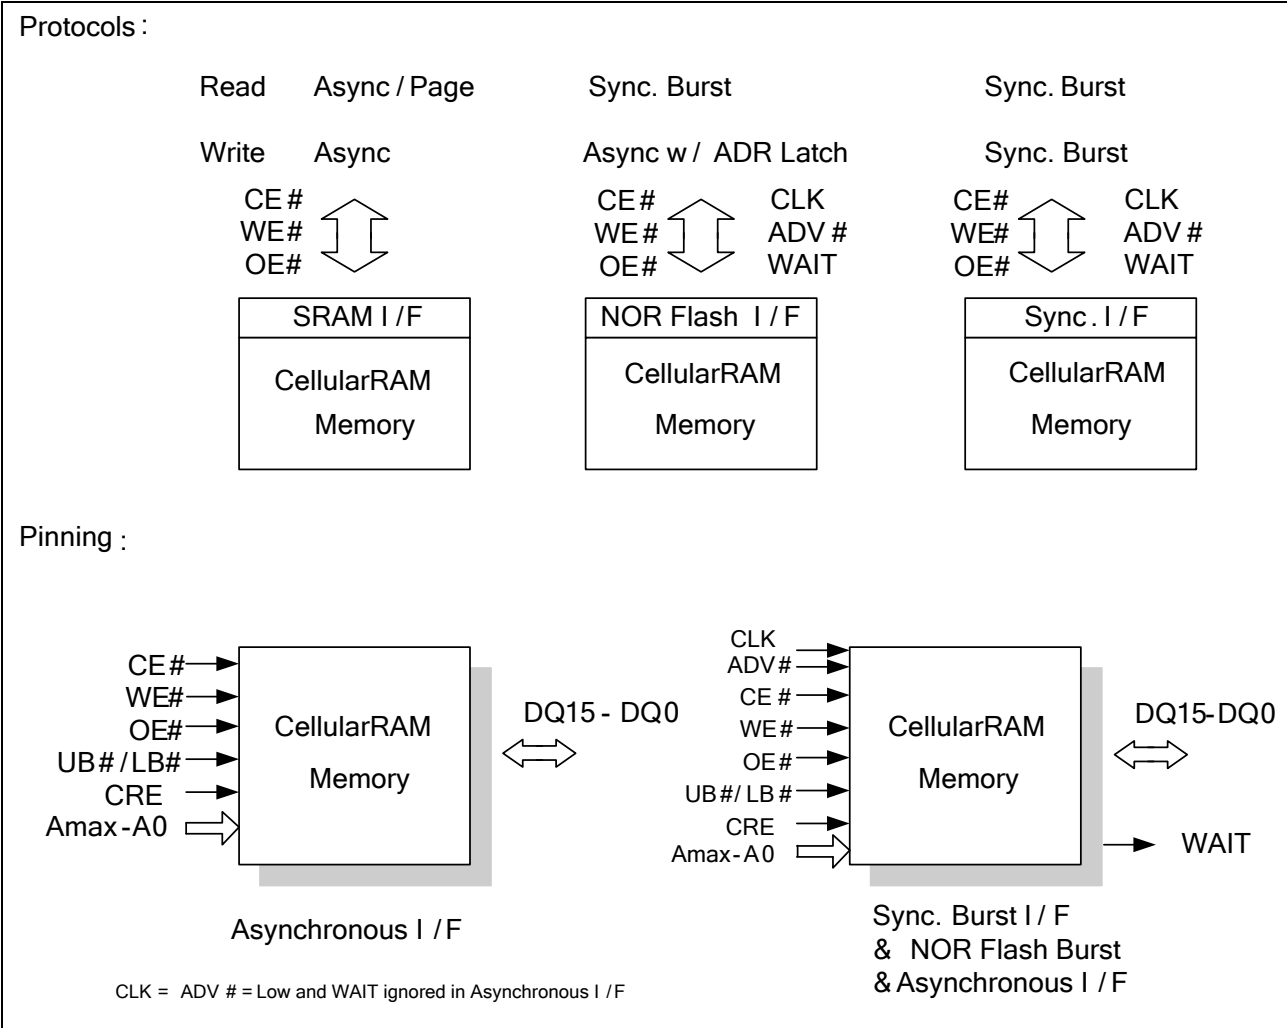 Protocols :
Read Async / Page Sync. Burst Sync. Burst
Write Async Async w / ADR Latch Sync. Burst
CE # CE # CLK CE# CLK
WE# WE # ADV # WE# ADV #
OE# OE# WAIT OE# WAIT
SRAM I / F NOR Flash I / F Sync . I / F
CellularRAM CellularRAM CellularRAM
Memory Memory Memory
Pinning :
CE #
WE#
OE#
UB # / LB#
CRE
Amax - A0
CellularRAM
Memory
DQ15 - DQ0
Asynchronous I / F
CLK
ADV #
CE #
WE #
OE #
UB #/ LB #
CRE
Amax - A0
CellularRAM
Memory
DQ15-DQ0
WAIT
Sync. Burst I / F
& NOR Flash Burst
& Asynchronous I / F
CLK = ADV # = Low and WAIT ignored in Asynchronous I / F